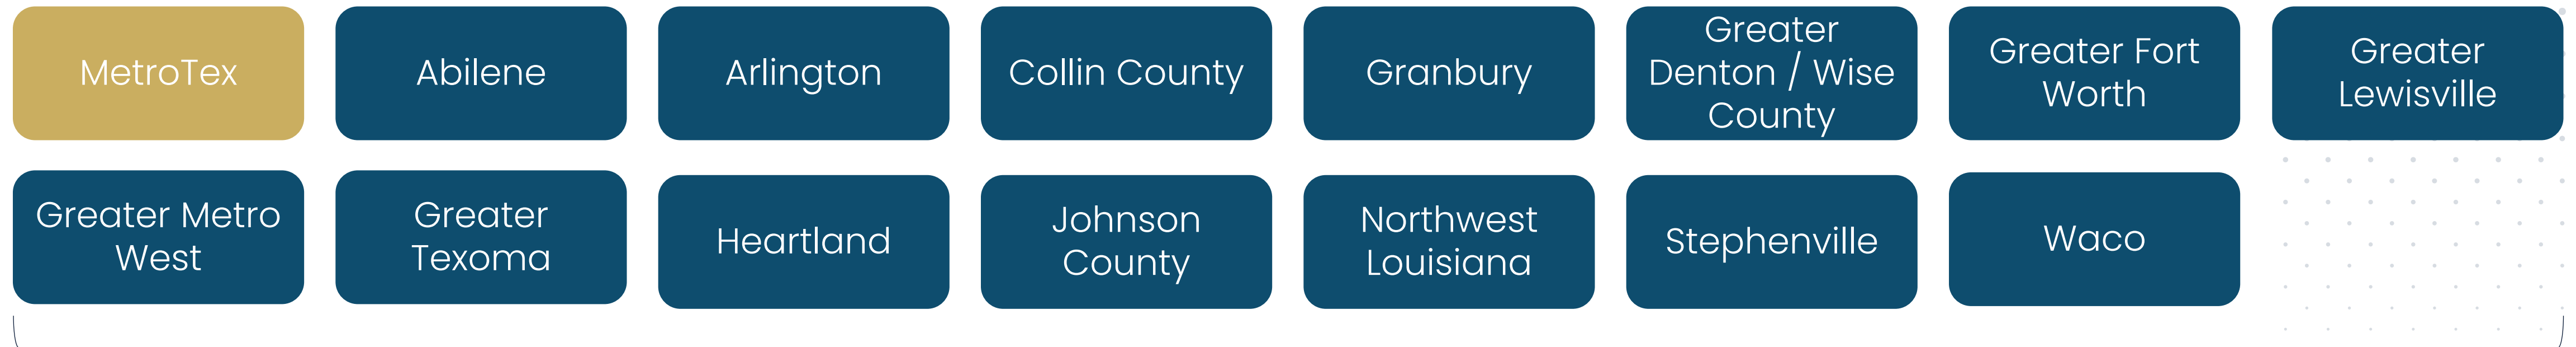 MetroTex
Abilene
Arlington
Collin County
Granbury
Greater
Denton / Wise
County
Greater Fort
Worth
Greater
Lewisville
Greater Metro
West
Greater
Texoma
Heartland
Johnson
County
Northwest
Louisiana
Stephenville
Waco